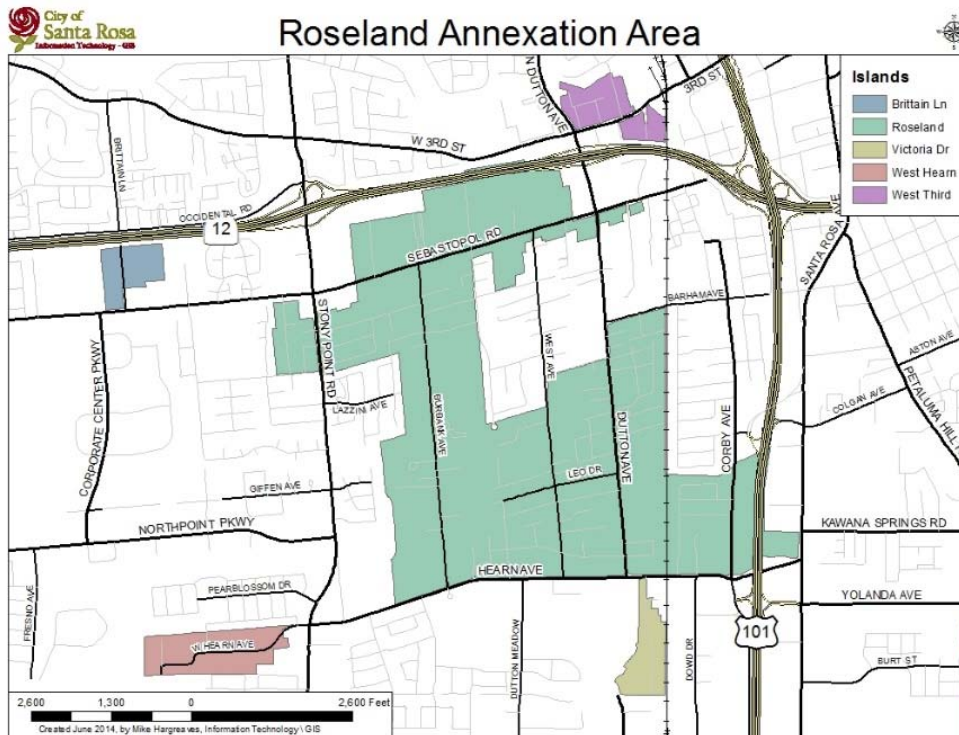 City of
Santa Rosa
Information Technology - GIS
Roseland Annexation Area
Islands
Brittain Ln
Roseland
Victoria Dr
West Hearn
West Third
N DUTTON AVE
3RD ST
W 3RD ST
BRITTAIN LN
OCCIDENTAL RD
12
SEBASTOPOL RD
SANTA ROSA AVE
BARHAM AVE
STONY POINT RD
WEST AVE
ASTON AVE
CORPORATE CENTER PKWY
LAZZINI AVE
BURBANK AVE
DUTTON AVE
CORBY AVE
COLGAN AVE
PETALUMA HILL
LEO DR
GIFFEN AVE
NORTHPOINT PKWY
KAWANA SPRINGS RD
HEARN AVE
FRESNO AVE
PEARBLOSSOM DR
YOLANDA AVE
W HEARN AVE
DUTTON MEADOW
DOWD DR
101
BURT ST
2,600 1,300 0 2,600 Feet
Created June 2014, by Mike Hargreaves, Information Technology \ GIS